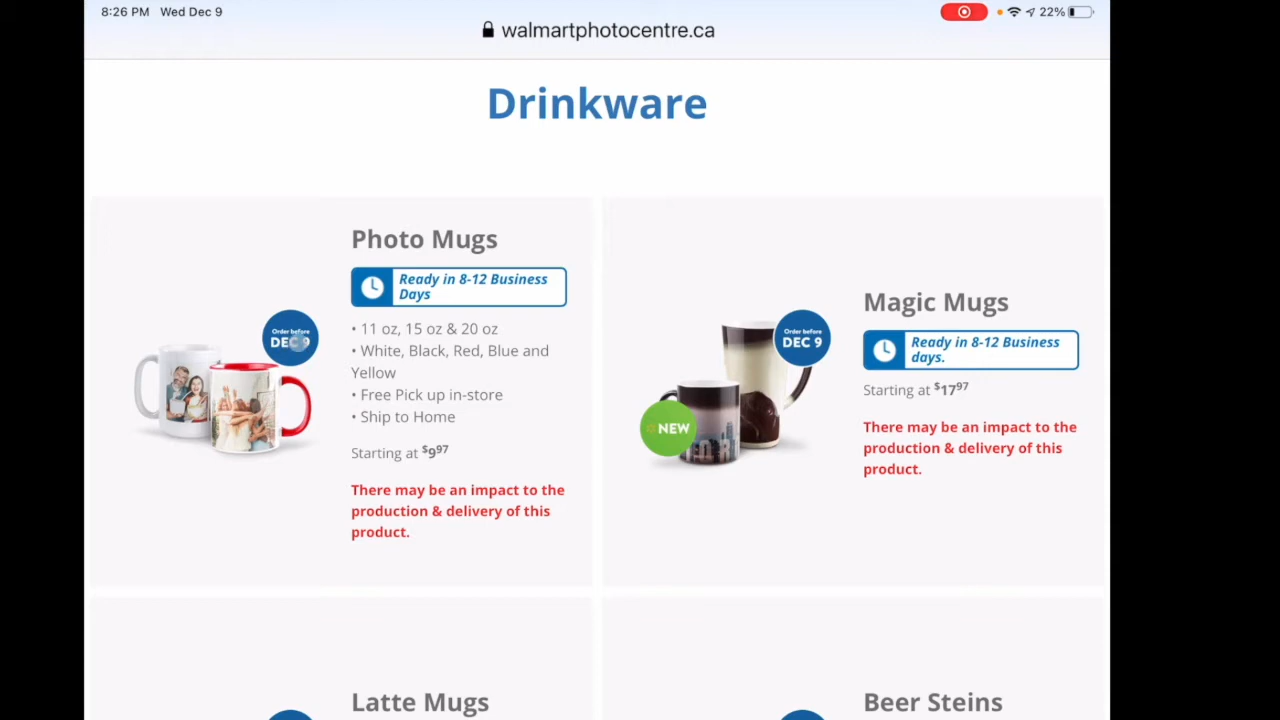 8:26 PM Wed Dec 9
22%
walmartphotocentre.ca
Drinkware
Photo Mugs
Ready in 8-12 Business
Days
• 11 oz, 15 oz & 20 oz
• White, Black, Red, Blue and
Yellow
• Free Pick up in-store
• Ship to Home
Starting at $997
There may be an impact to the
production & delivery of this
product.
Order before
DEC 9
Magic Mugs
Ready in 8-12 Business
days.
Starting at $1797
There may be an impact to the
production & delivery of this
product.
Order before
DEC 9
NEW
Latte Mugs
Beer Steins